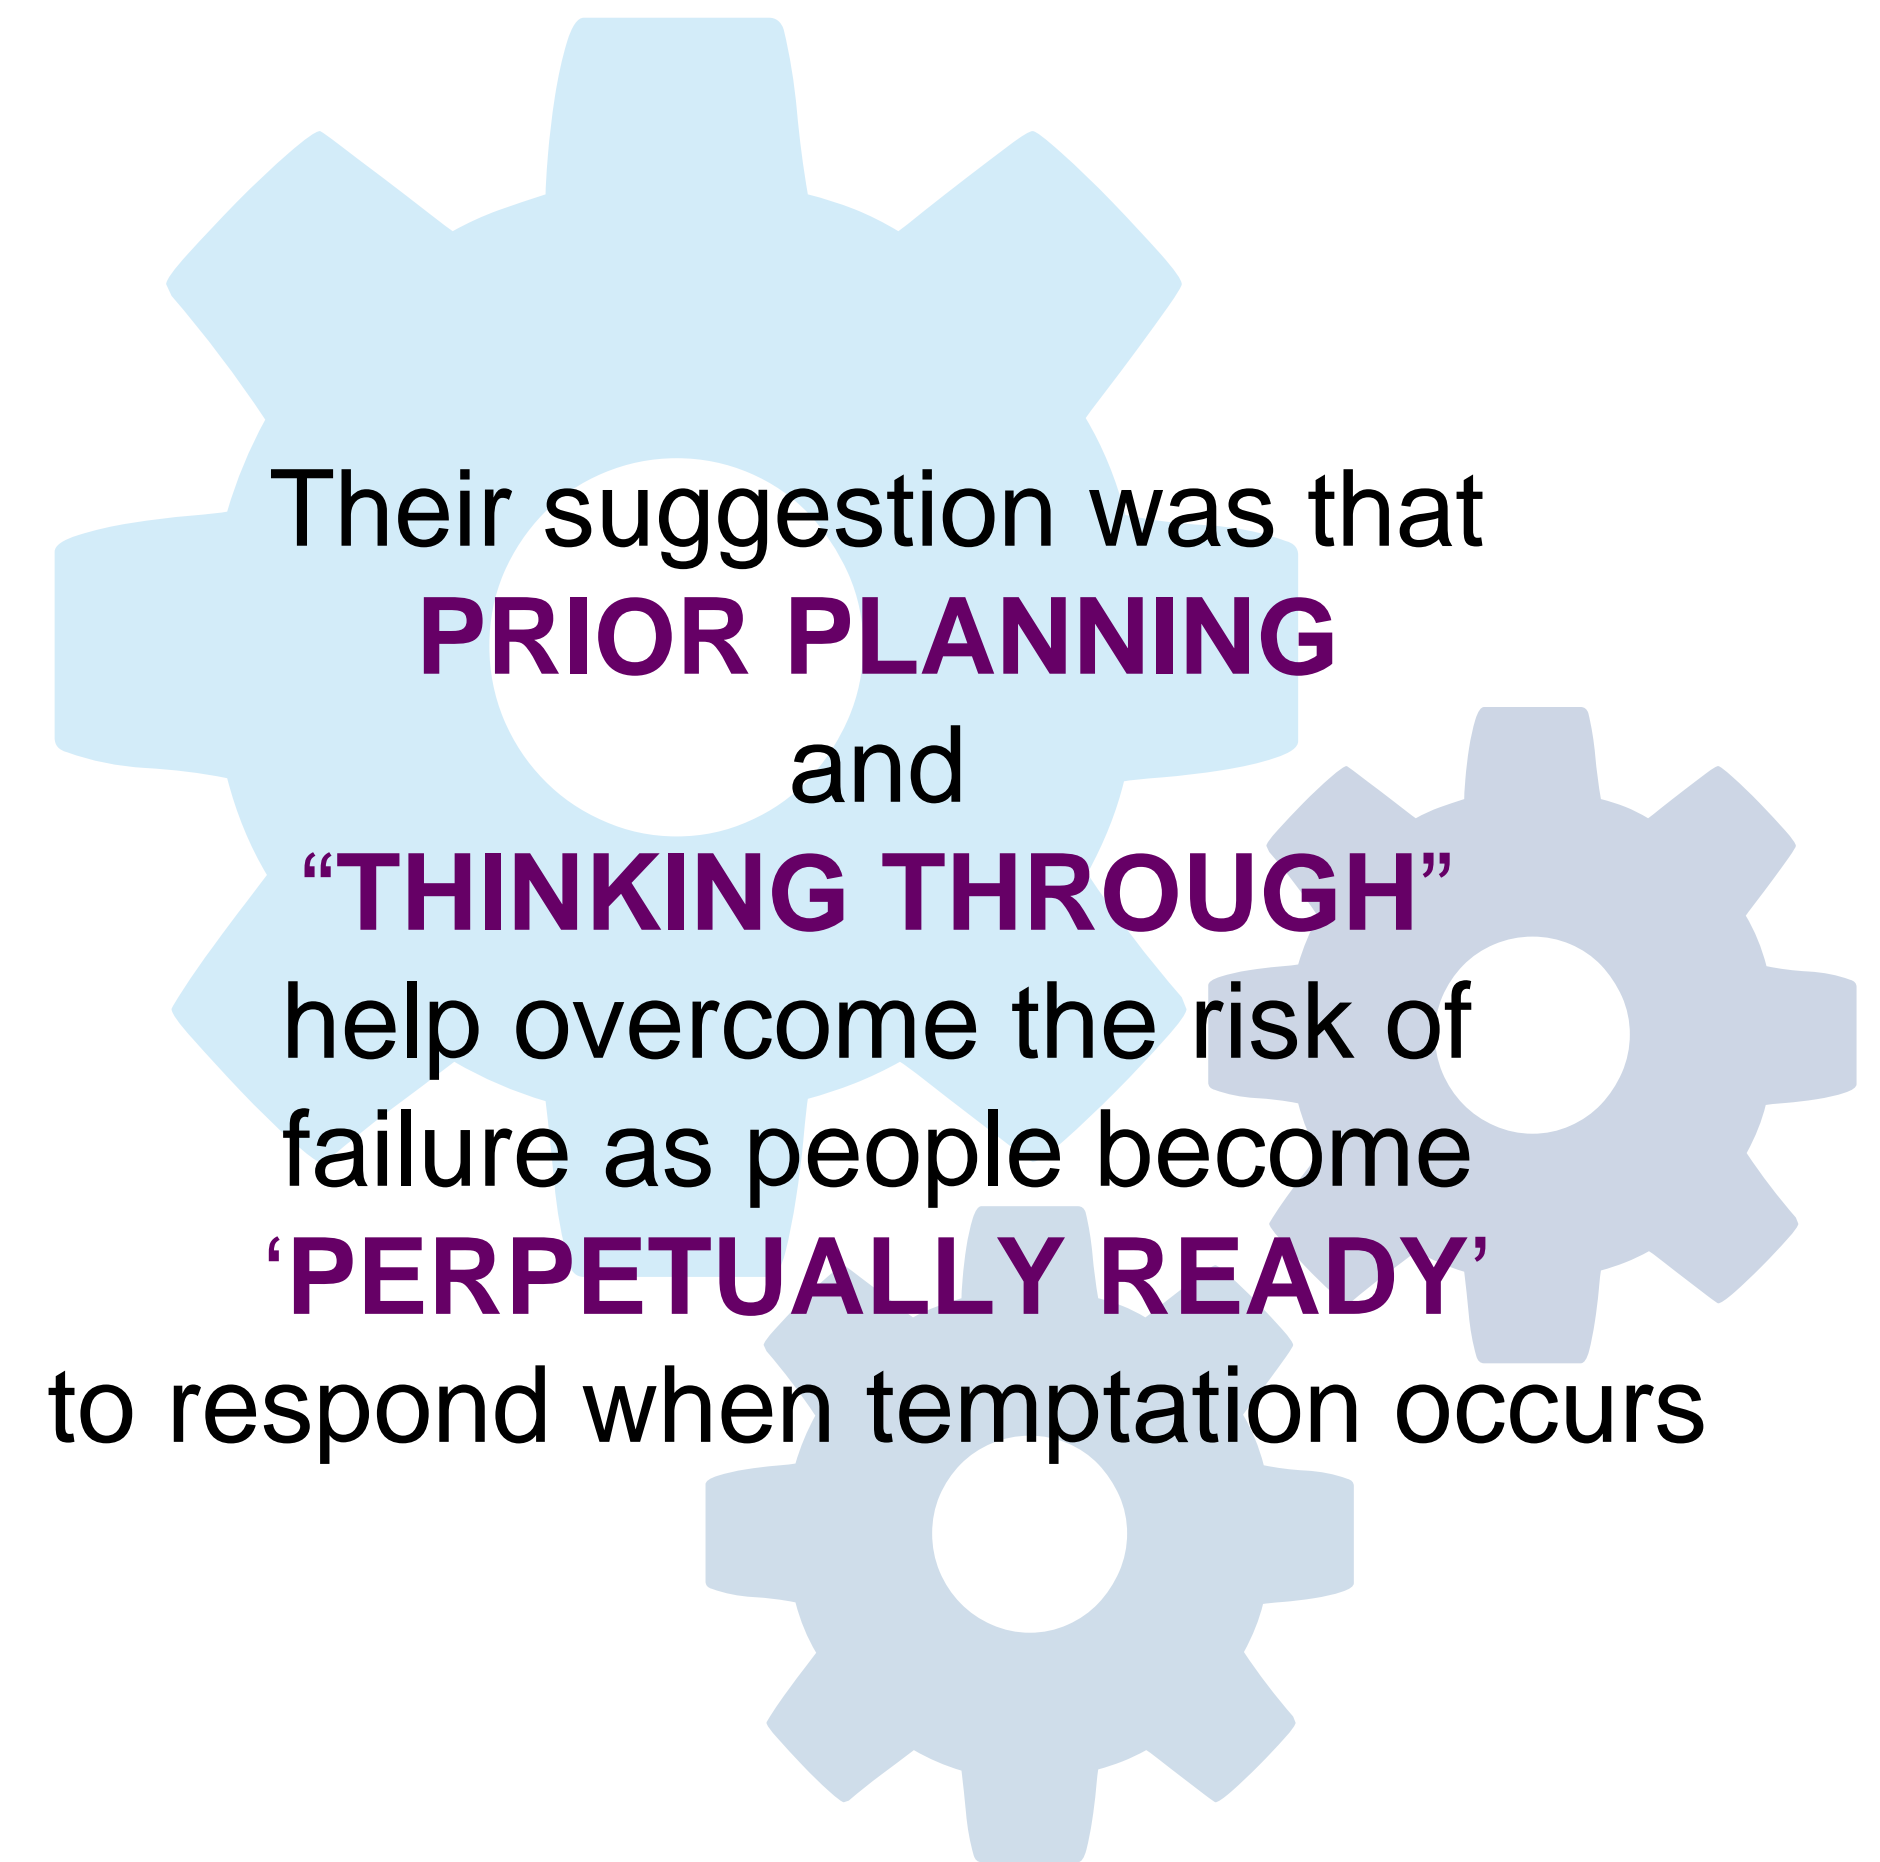 Their suggestion was that
PRIOR PLANNING
and
“THINKING THROUGH”
help overcome the risk of
failure as people become
‘PERPETUALLY READY’
to respond when temptation occurs